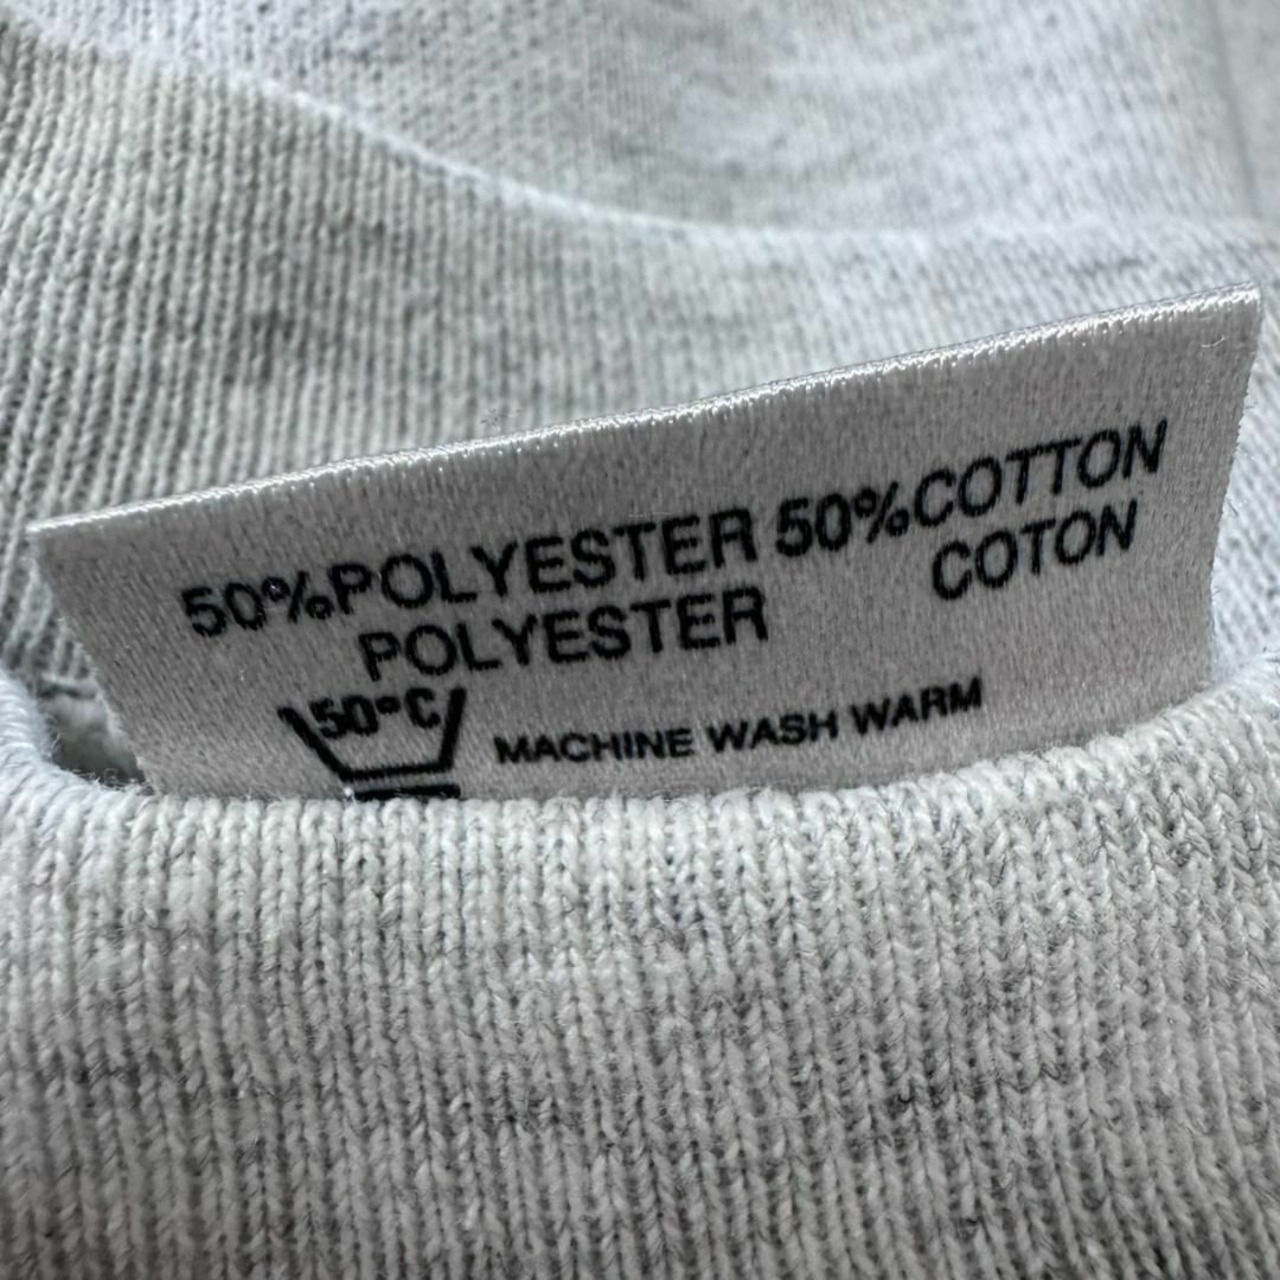 50%POLYESTER 50%COTTON
POLYESTER COTON
50°C MACHINE WASH WARM